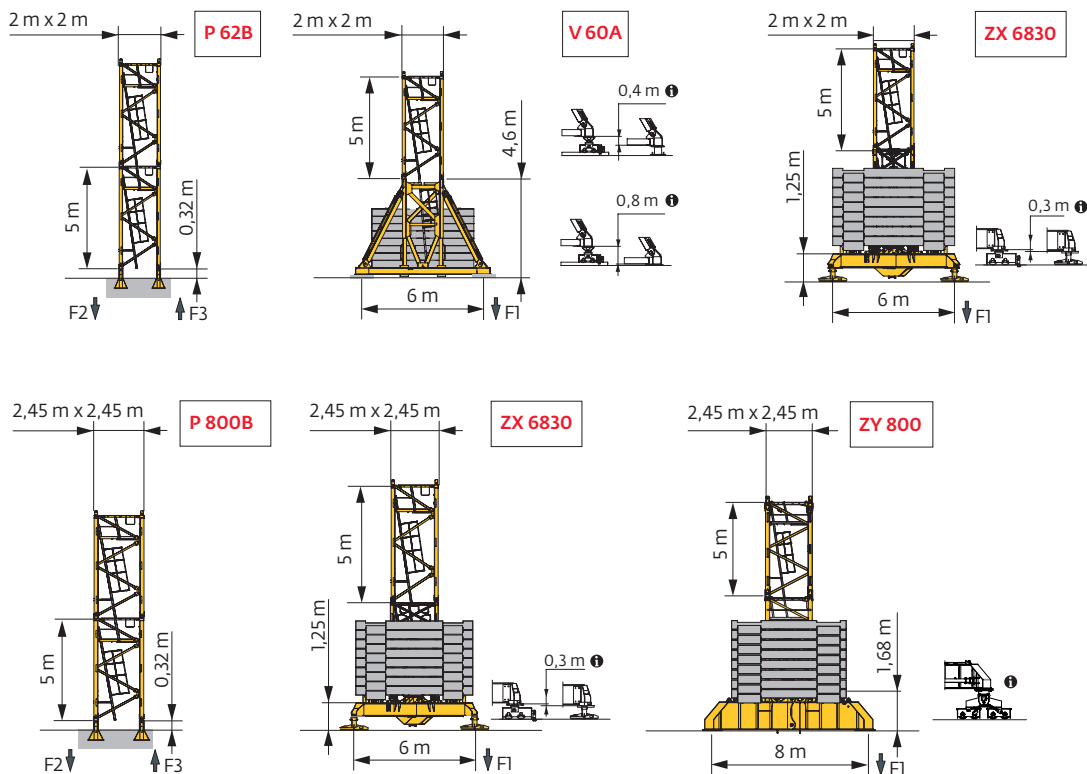 2 m x 2 m
P 62B
5 m
0,32 m
F2
F3
2 m x 2 m
V 60A
5 m
4,6 m
6 m
F1
0,4 m i
0,8 m i
2 m x 2 m
ZX 6830
5 m
1,25 m
0,3 m i
6 m
F1
2,45 m x 2,45 m
P 800B
5 m
0,32 m
F2
F3
2,45 m x 2,45 m
ZX 6830
5 m
1,25 m
0,3 m i
6 m
F1
2,45 m x 2,45 m
ZY 800
5 m
1,68 m
i
8 m
F1